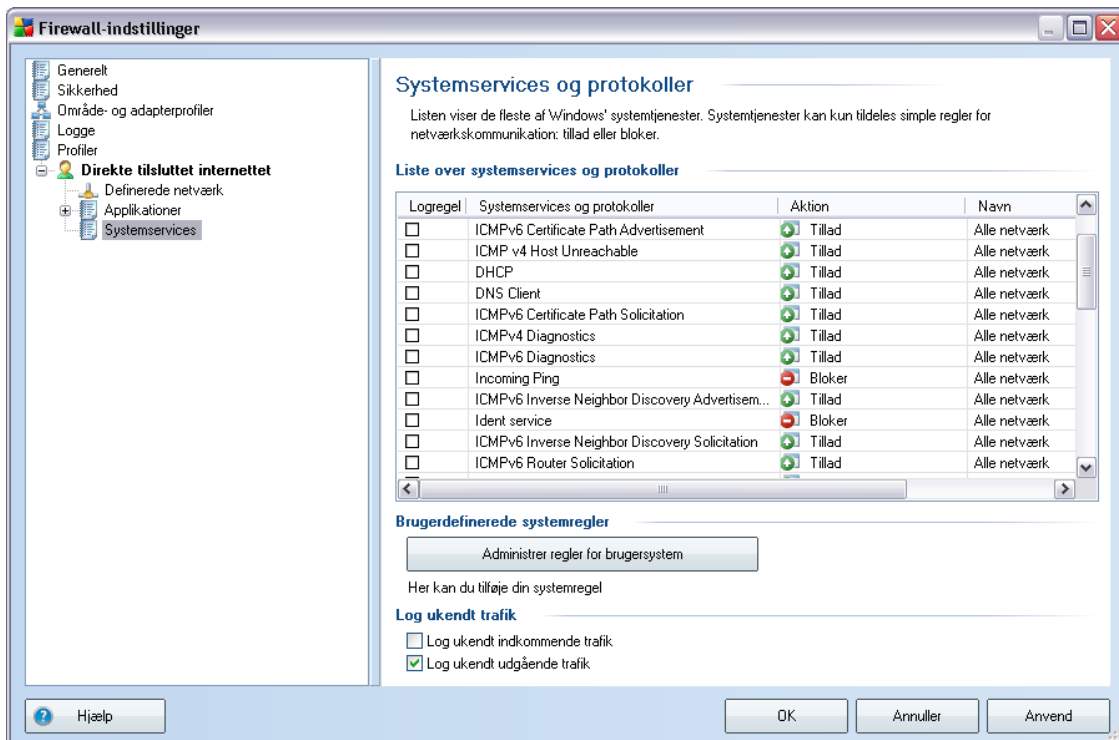 Firewall-indstillinger
Generelt
Sikkerhed
Område- og adapterprofiler
Logge
Profiler
Direkte tilsluttet internettet
Definerede netværk
Applikationer
Systemservices
Systemservices og protokoller
Listen viser de fleste af Windows' systemtjenester. Systemtjenester kan kun tildeles simple regler for
netværkskommunikation: tillad eller bloker.
Liste over systemservices og protokoller
Logregel Systemservices og protokoller Aktion Navn
ICMPv6 Certificate Path Advertisement Tillad Alle netværk
ICMP v4 Host Unreachable Tillad Alle netværk
DHCP Tillad Alle netværk
DNS Client Tillad Alle netværk
ICMPv6 Certificate Path Solicitation Tillad Alle netværk
ICMPv4 Diagnostics Tillad Alle netværk
ICMPv6 Diagnostics Tillad Alle netværk
Incoming Ping Bloker Alle netværk
ICMPv6 Inverse Neighbor Discovery Advertisem... Tillad Alle netværk
Ident service Bloker Alle netværk
ICMPv6 Inverse Neighbor Discovery Solicitation Tillad Alle netværk
ICMPv6 Router Solicitation Tillad Alle netværk
Brugerdefinerede systemregler
Administrer regler for brugersystem
Her kan du tilføje din systemregel
Log ukendt trafik
Log ukendt indkommende trafik
Log ukendt udgående trafik
Hjælp OK Annuller Anvend